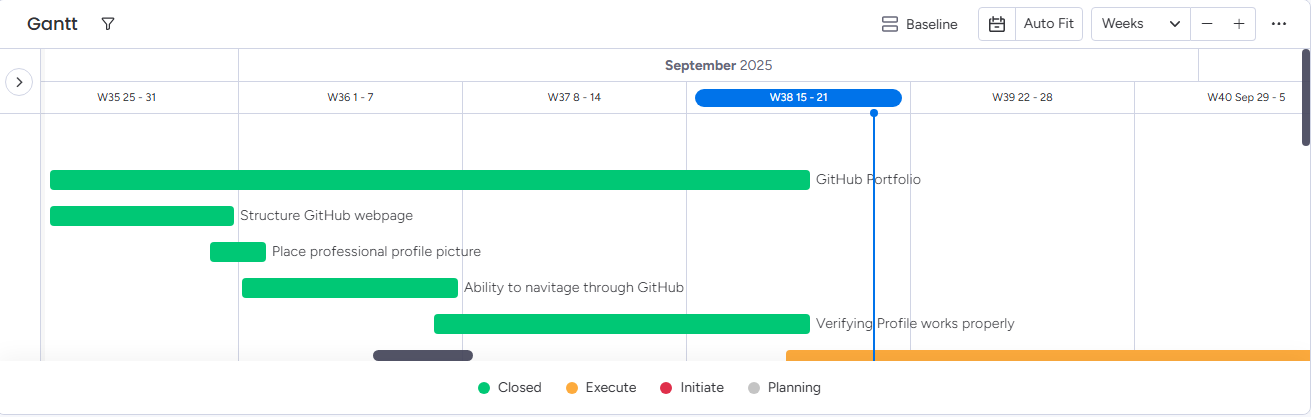 Gantt
Baseline
Auto Fit
Weeks
September 2025
W35 25 - 31
W36 1 - 7
W37 8 - 14
W38 15 - 21
W39 22 - 28
W40 Sep 29 - 5
GitHub Portfolio
Structure GitHub webpage
Place professional profile picture
Ability to navitage through GitHub
Verifying Profile works properly
Closed
Execute
Initiate
Planning